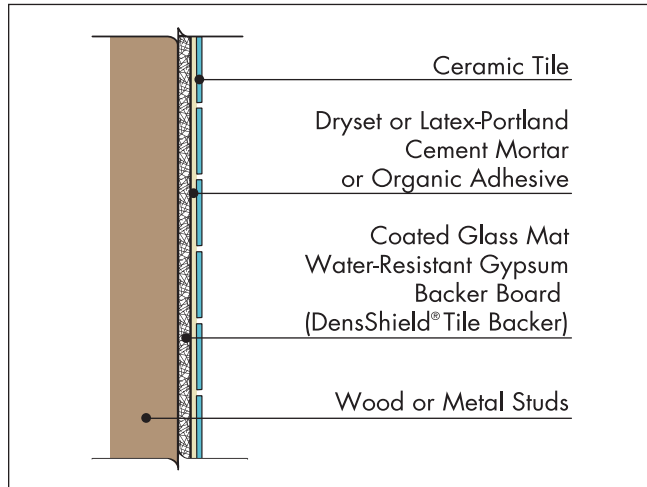 Ceramic Tile
Dryset or Latex-Portland
Cement Mortar
or Organic Adhesive
Coated Glass Mat
Water-Resistant Gypsum
Backer Board
(DensShield® Tile Backer)
Wood or Metal Studs